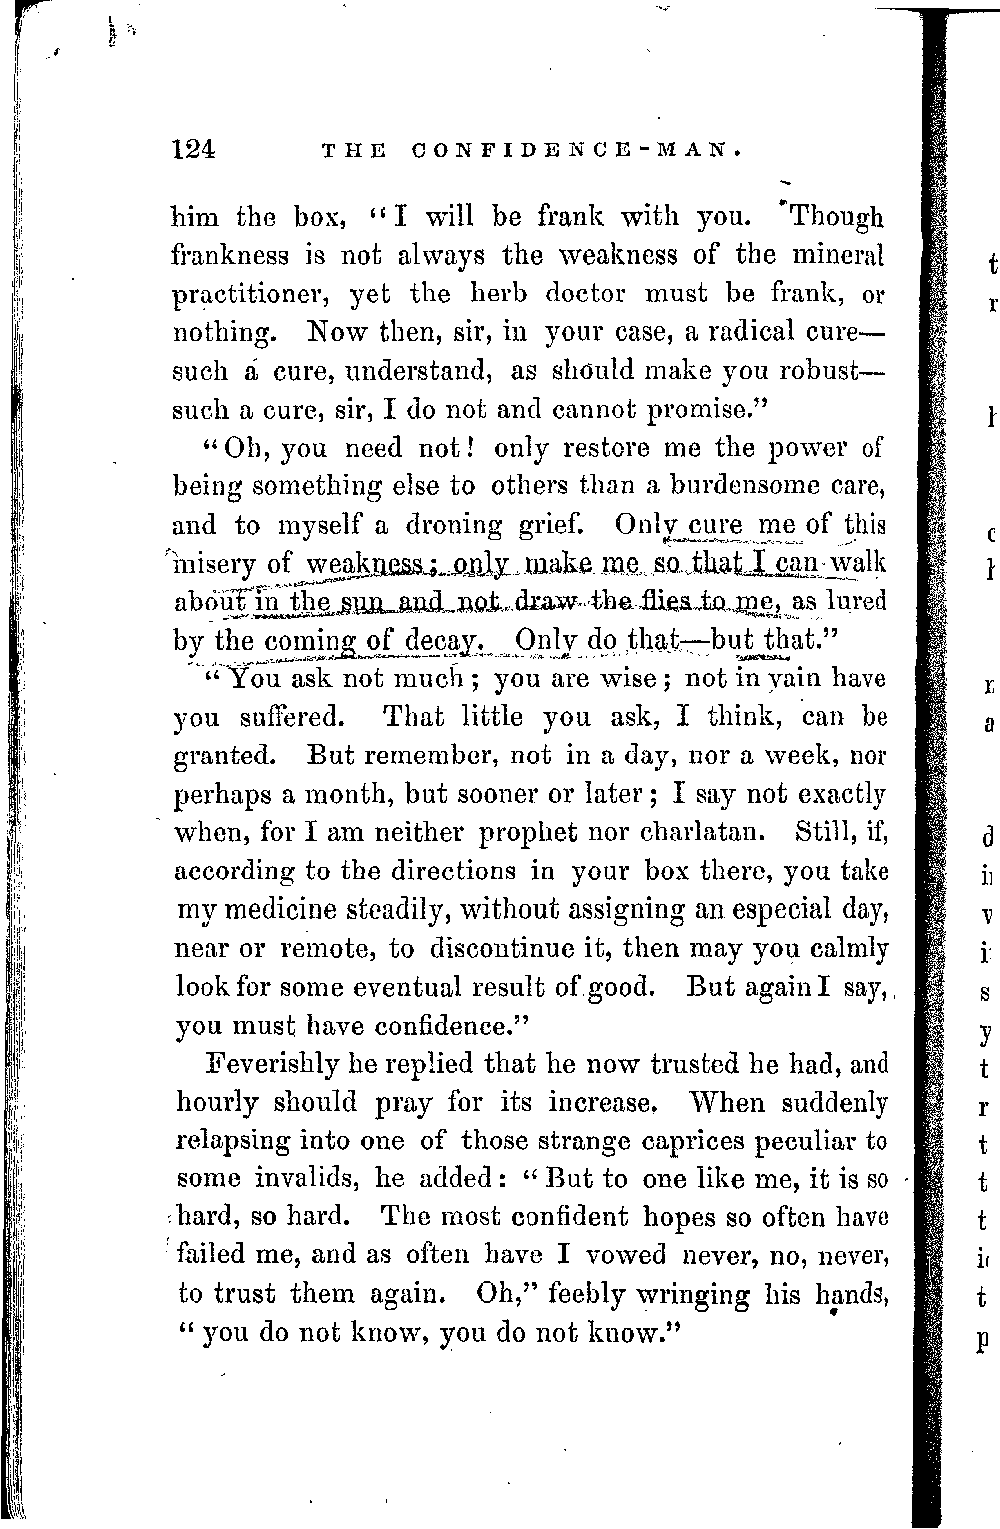 124 THE CONFIDENCE-MAN.
him the box, “I will be frank with you. Though
frankness is not always the weakness of the mineral
practitioner, yet the herb doctor must be frank, or
nothing. Now then, sir, in your case, a radical cure—
such a cure, understand, as should make you robust—
such a cure, sir, I do not and cannot promise.”
“Oh, you need not! only restore me the power of
being something else to others than a burdensome care,
and to myself a droning grief. Only cure me of this
misery of weakness; only make me so that I can walk
about in the sun and not draw the flies to me, as lured
by the coming of decay. Only do that—but that.”
“You ask not much; you are wise; not in vain have
you suffered. That little you ask, I think, can be
granted. But remember, not in a day, nor a week, nor
perhaps a month, but sooner or later; I say not exactly
when, for I am neither prophet nor charlatan. Still, if,
according to the directions in your box there, you take
my medicine steadily, without assigning an especial day,
near or remote, to discontinue it, then may you calmly
look for some eventual result of good. But again I say,
you must have confidence.”
Feverishly he replied that he now trusted he had, and
hourly should pray for its increase. When suddenly
relapsing into one of those strange caprices peculiar to
some invalids, he added: “But to one like me, it is so
hard, so hard. The most confident hopes so often have
failed me, and as often have I vowed never, no, never,
to trust them again. Oh,” feebly wringing his hands,
“you do not know, you do not know.”